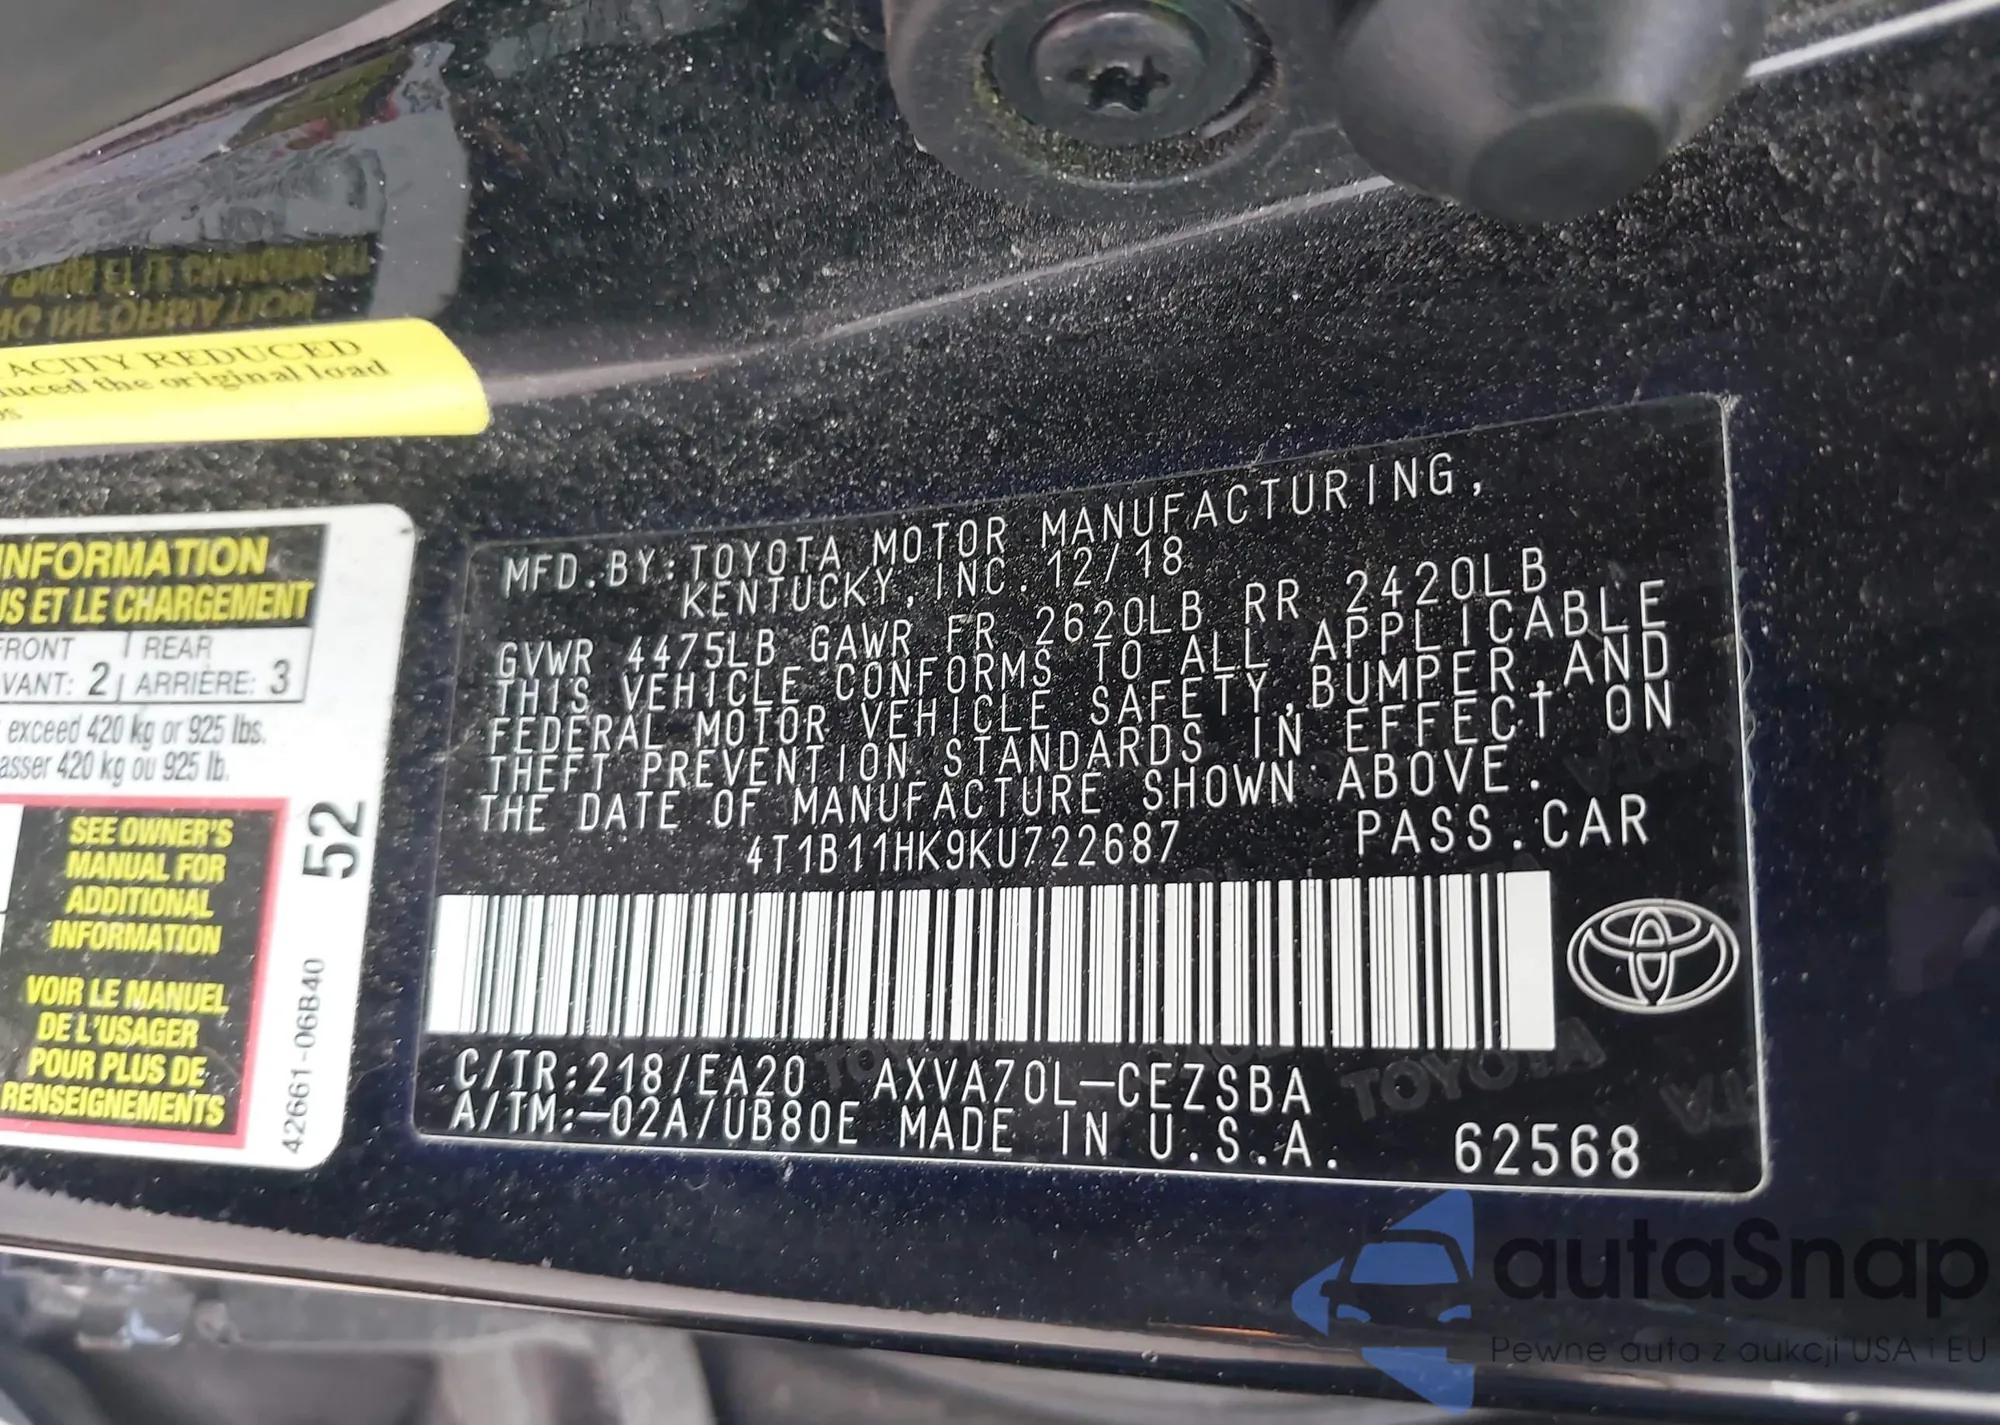 ACITY REDUCED
uced the original load
INFORMATION
US ET LE CHARGEMENT
FRONT 2 REAR 3
VANT: ARRIÈRE:
exceed 420 kg or 925 lbs.
asser 420 kg ou 925 lb.
SEE OWNER'S
MANUAL FOR
ADDITIONAL
INFORMATION
VOIR LE MANUEL
DE L'USAGER
POUR PLUS DE
RENSEIGNEMENTS
52
42661-06B40
MFD.BY:TOYOTA MOTOR MANUFACTURING,
KENTUCKY,INC. 12/18
GVWR 4475LB GAWR FR 2620LB RR 2420LB
THIS VEHICLE CONFORMS TO ALL APPLICABLE
FEDERAL MOTOR VEHICLE SAFETY,BUMPER,AND
THEFT PREVENTION STANDARDS IN EFFECT ON
THE DATE OF MANUFACTURE SHOWN ABOVE.
4T1B11HK9KU722687 PASS.CAR
C/TR:218/EA20 AXVA70L-CEZSBA
A/TM:-02A/UB80E MADE IN U.S.A. 62568
TOYOTA
autaSnap
Pewne auta z aukcji USA i EU